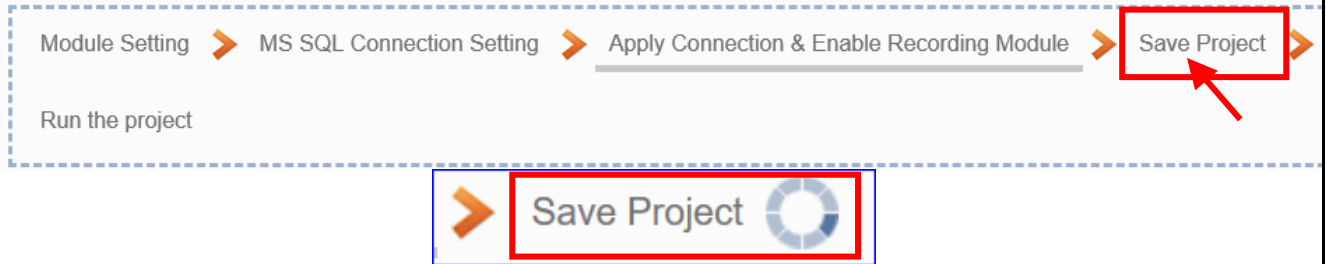 Module Setting MS SQL Connection Setting Apply Connection & Enable Recording Module Save Project
Run the project
Save Project